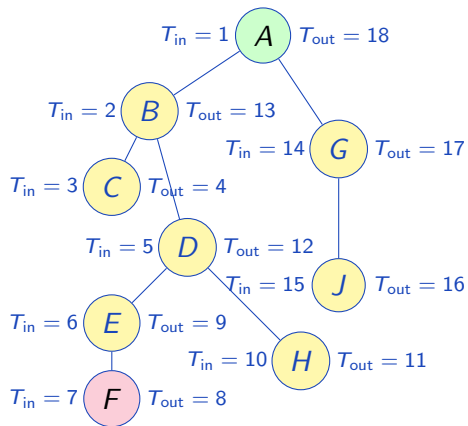 T_in = 1 A T_out = 18
T_in = 2 B T_out = 13
T_in = 14 G T_out = 17
T_in = 3 C T_out = 4
T_in = 5 D T_out = 12
T_in = 15 J T_out = 16
T_in = 6 E T_out = 9
T_in = 10 H T_out = 11
T_in = 7 F T_out = 8